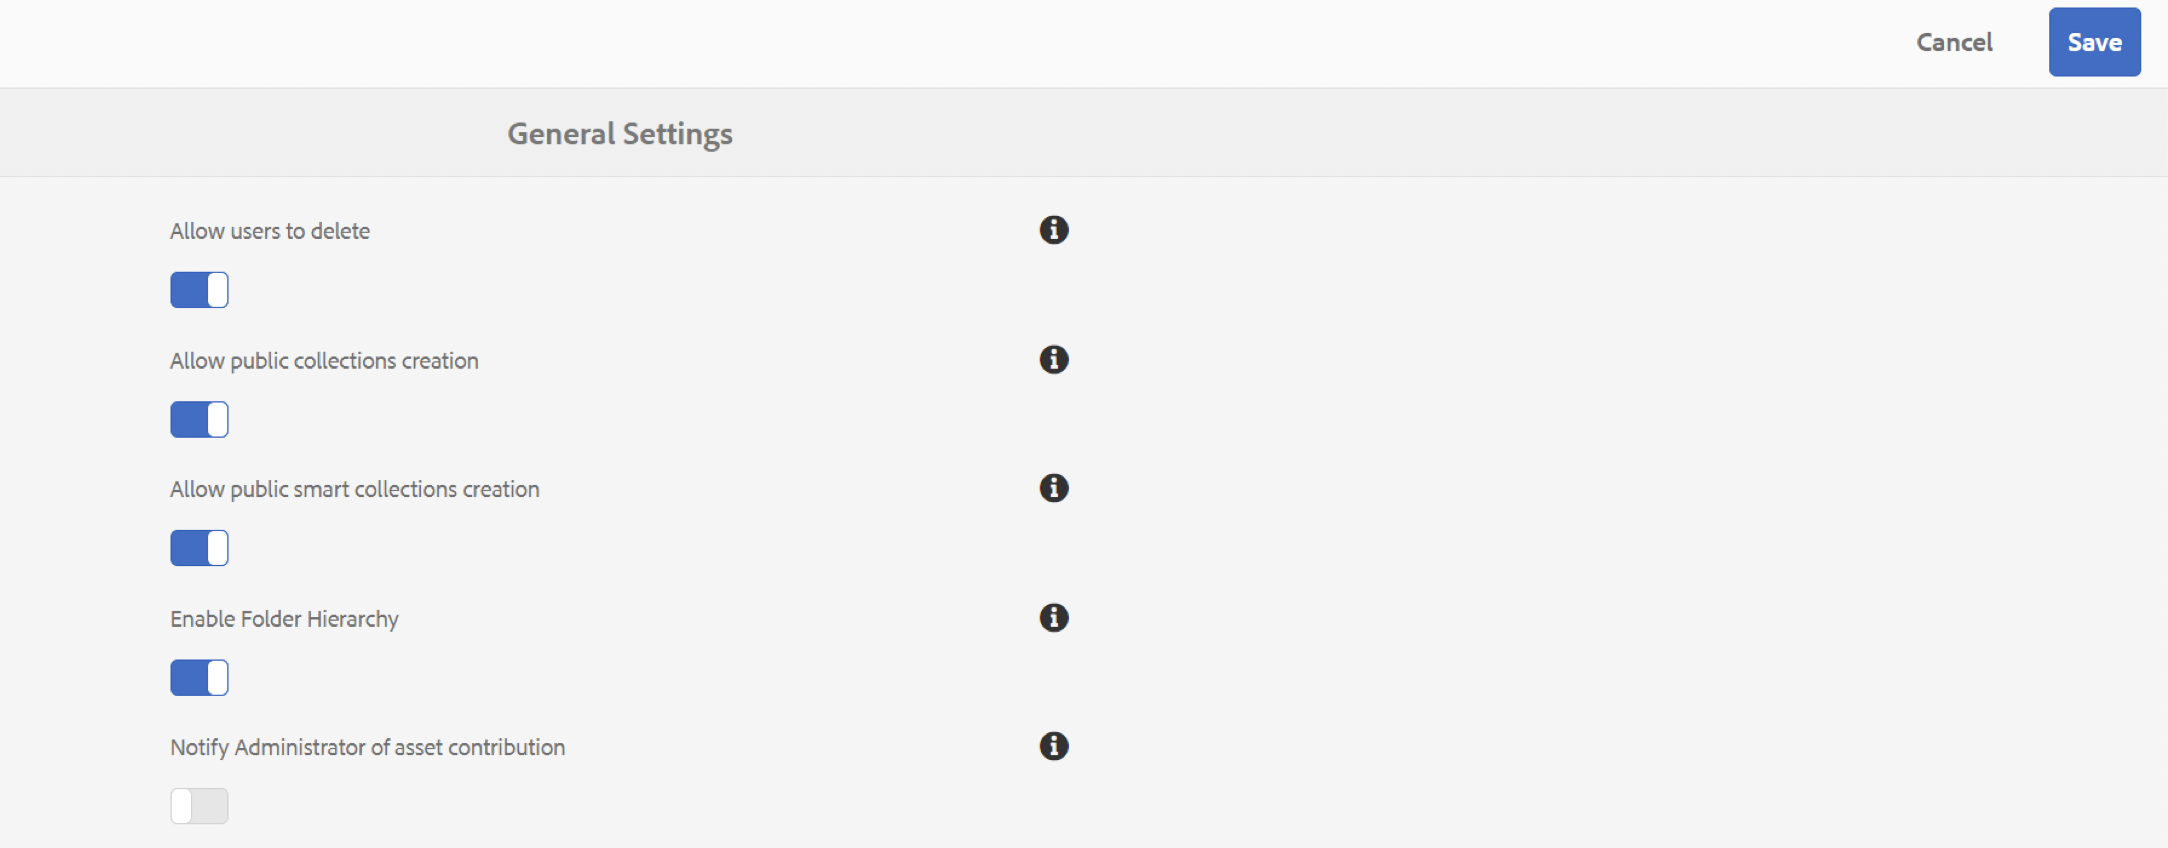 Cancel Save
General Settings
Allow users to delete
Allow public collections creation
Allow public smart collections creation
Enable Folder Hierarchy
Notify Administrator of asset contribution